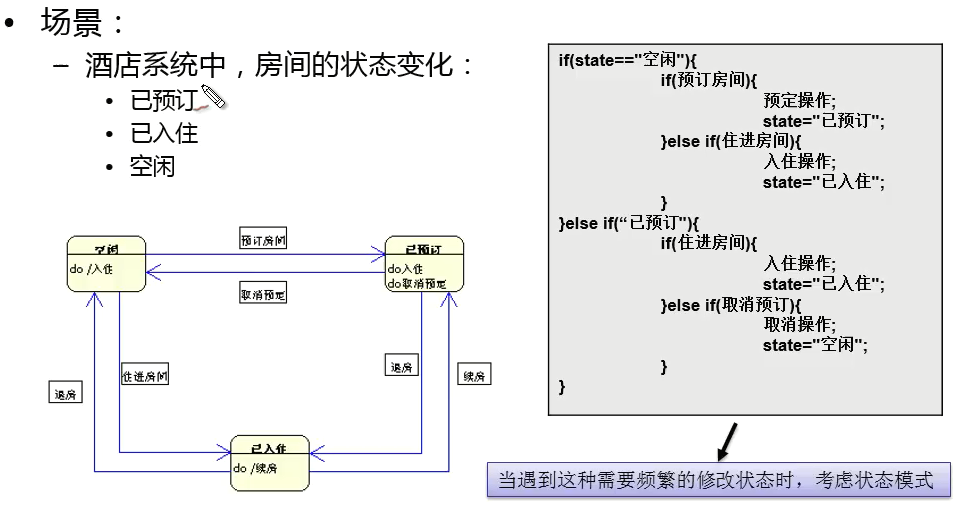 • 场景：
– 酒店系统中，房间的状态变化：
• 已预订
• 已入住
• 空闲
空闲
do /入住
预订房间
取消预定
已预订
do入住
do取消预定
退房
住进房间
退房
续房
已入住
do /续房
if(state=="空闲"){
if(预订房间){
预定操作;
state="已预订";
}else if(住进房间){
入住操作;
state="已入住";
}
}else if(“已预订"){
if(住进房间){
入住操作;
state="已入住";
}else if(取消预订){
取消操作;
state="空闲";
}
}
当遇到这种需要频繁的修改状态时，考虑状态模式